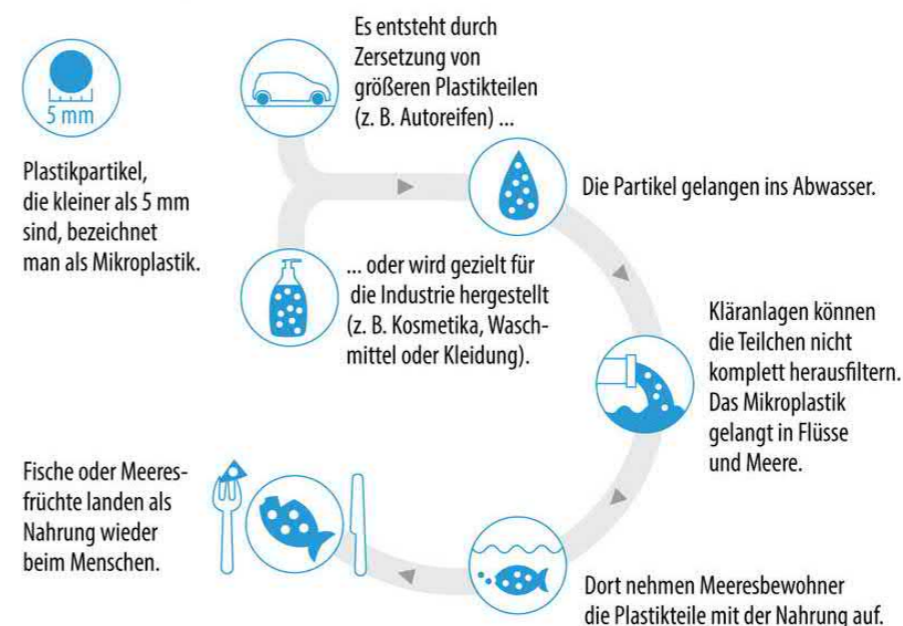 5 mm
Plastikpartikel,
die kleiner als 5 mm
sind, bezeichnet
man als Mikroplastik.
Es entsteht durch
Zersetzung von
größeren Plastikteilen
(z. B. Autoreifen) ...
... oder wird gezielt für
die Industrie hergestellt
(z. B. Kosmetika, Wasch-
mittel oder Kleidung).
Die Partikel gelangen ins Abwasser.
Kläranlagen können
die Teilchen nicht
komplett herausfiltern.
Das Mikroplastik
gelangt in Flüsse
und Meere.
Dort nehmen Meeresbewohner
die Plastikteile mit der Nahrung auf.
Fische oder Meeres-
früchte landen als
Nahrung wieder
beim Menschen.